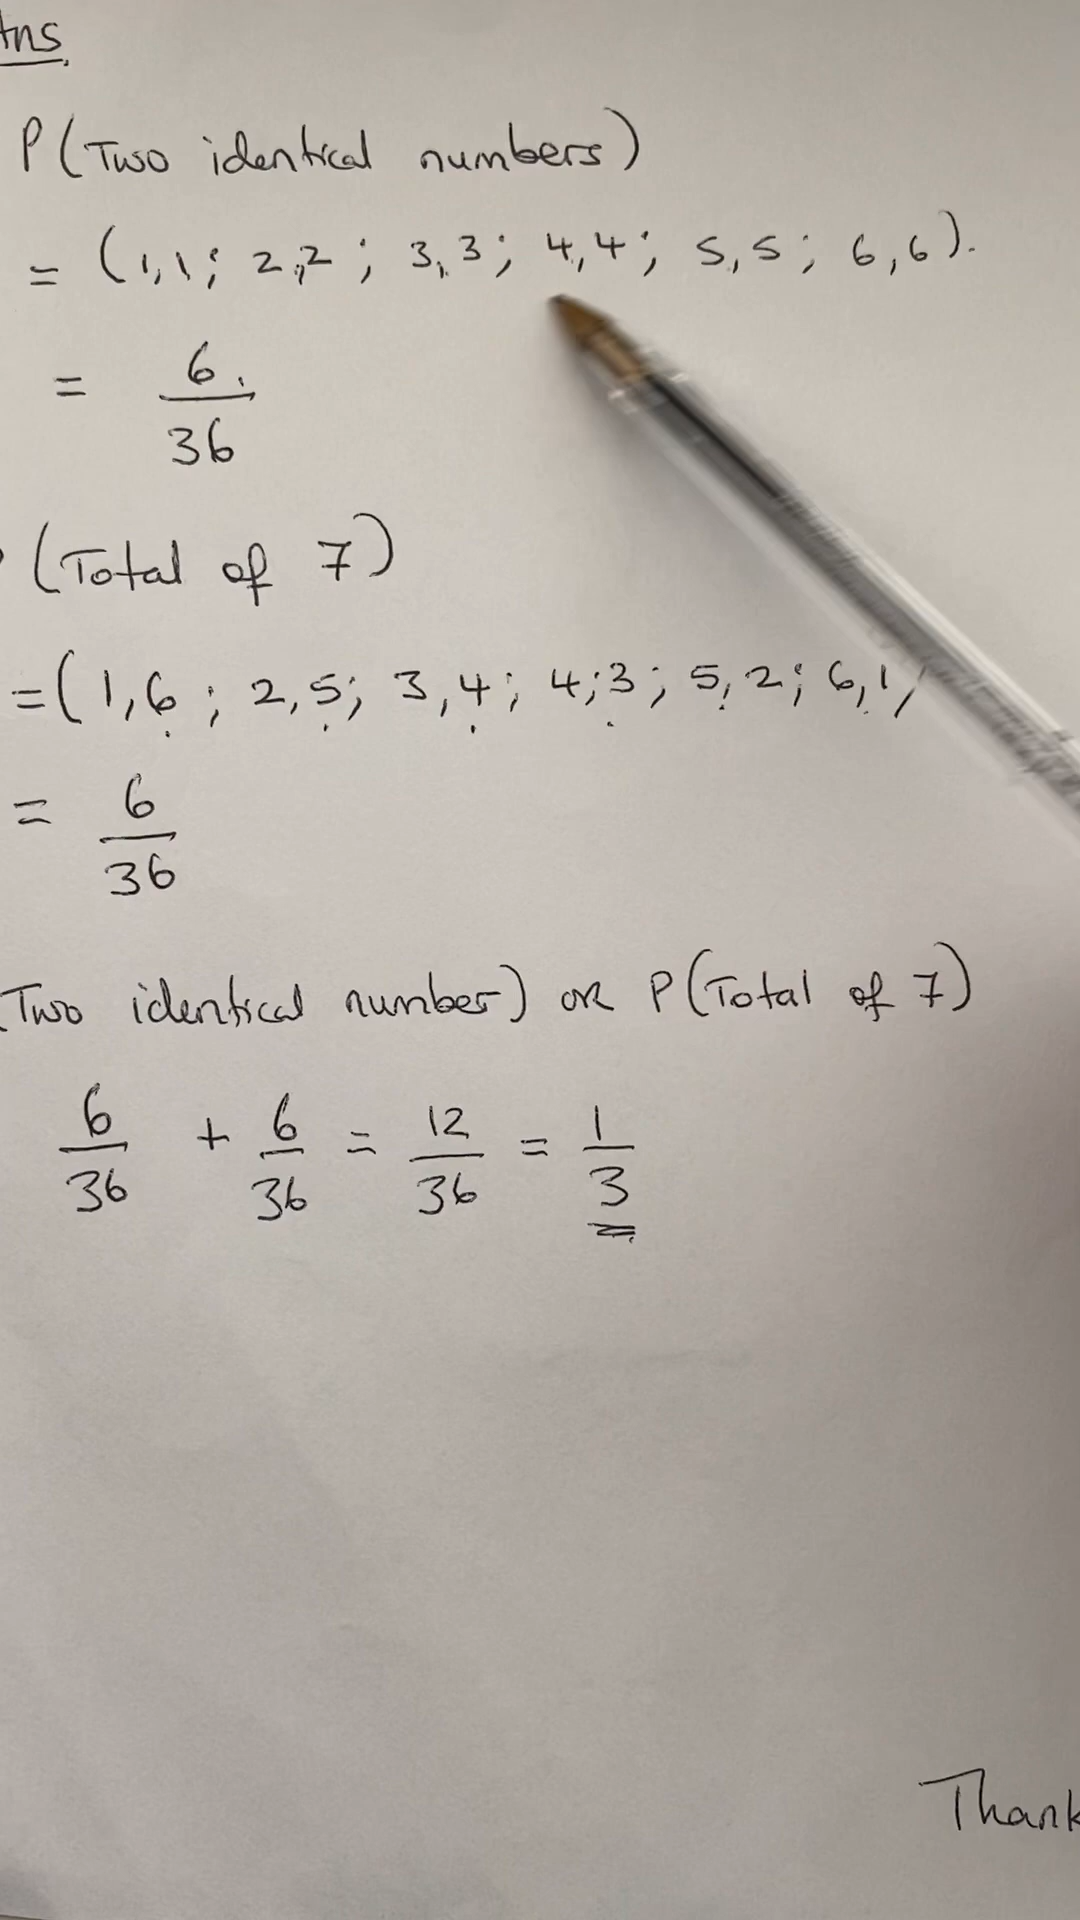 Ans
P(Two identical numbers)
= (1,1; 2,2; 3,3; 4,4; 5,5; 6,6).
= 6/36
(Total of 7)
=(1,6; 2,5; 3,4; 4;3; 5,2; 6,1)
= 6/36
Two identical number) or P(Total of 7)
6/36 + 6/36 = 12/36 = 1/3
Thank